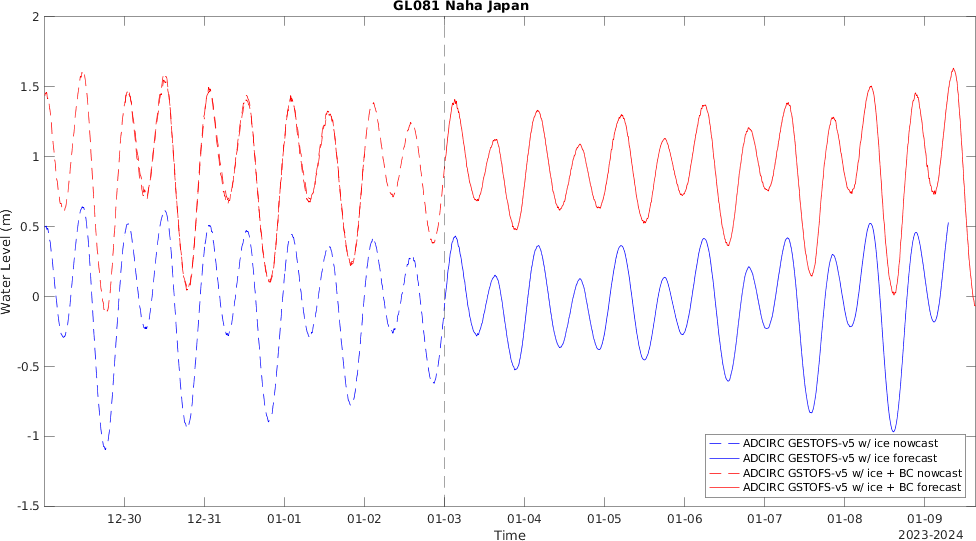 GL081 Naha Japan
2
1.5
1
0.5
0
-0.5
-1
-1.5
Water Level (m)
ADCIRC GESTOFS-v5 w/ ice nowcast
ADCIRC GESTOFS-v5 w/ ice forecast
ADCIRC GSTOFS-v5 w/ ice + BC nowcast
ADCIRC GSTOFS-v5 w/ ice + BC forecast
12-30 12-31 01-01 01-02 01-03 01-04 01-05 01-06 01-07 01-08 01-09
Time
2023-2024